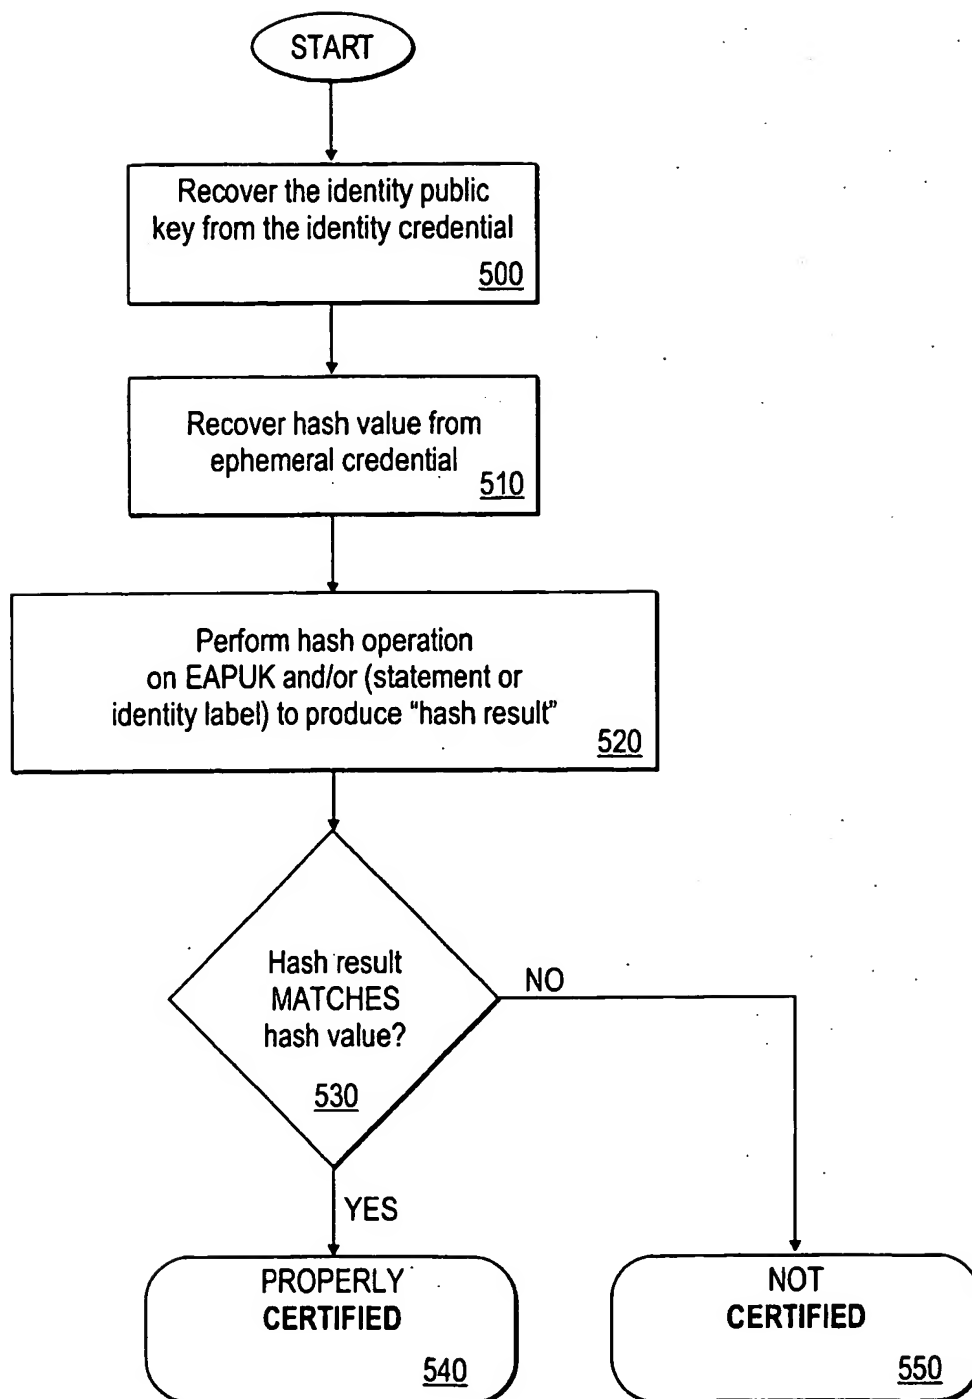 START
Recover the identity public
key from the identity credential
500
Recover hash value from
ephemeral credential
510
Perform hash operation
on EAPUK and/or (statement or
identity label) to produce “hash result”
520
Hash result
MATCHES
hash value?
530
NO
YES
PROPERLY
CERTIFIED
540
NOT
CERTIFIED
550